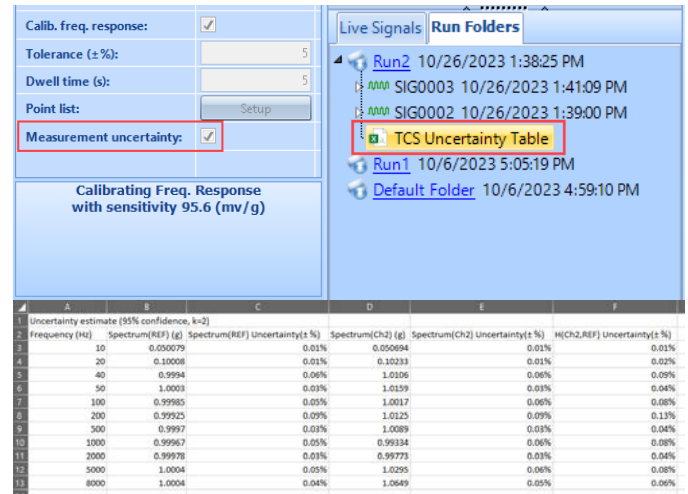 Calib. freq. response:
Tolerance (±%): 5
Dwell time (s): 5
Point list: Setup
Measurement uncertainty:
Calibrating Freq. Response
with sensitivity 95.6 (mv/g)
Live Signals Run Folders
Run2 10/26/2023 1:38:25 PM
SIG0003 10/26/2023 1:41:09 PM
SIG0002 10/26/2023 1:39:00 PM
TCS Uncertainty Table
Run1 10/6/2023 5:05:19 PM
Default Folder 10/6/2023 4:59:10 PM
A B C D E F
1 Uncertainty estimate (95% confidence, k=2)
2 Frequency (Hz) Spectrum(REF) (g) Spectrum(REF) Uncertainty(±%) Spectrum(Ch2) (g) Spectrum(Ch2) Uncertainty(±%) H(Ch2,REF) Uncertainty(±%)
3 10 0.050079 0.01% 0.050694 0.01% 0.01%
4 20 0.10008 0.01% 0.10233 0.01% 0.02%
5 40 0.9994 0.06% 1.0106 0.06% 0.09%
6 50 1.0003 0.03% 1.0159 0.03% 0.04%
7 100 0.99985 0.05% 1.0017 0.06% 0.08%
8 200 0.99925 0.09% 1.0125 0.09% 0.13%
9 500 0.9997 0.03% 1.0089 0.03% 0.04%
10 1000 0.99967 0.05% 0.99334 0.06% 0.08%
11 2000 0.99978 0.03% 0.99773 0.03% 0.04%
12 5000 1.0004 0.05% 1.0295 0.06% 0.08%
13 8000 1.0004 0.04% 1.0649 0.05% 0.06%